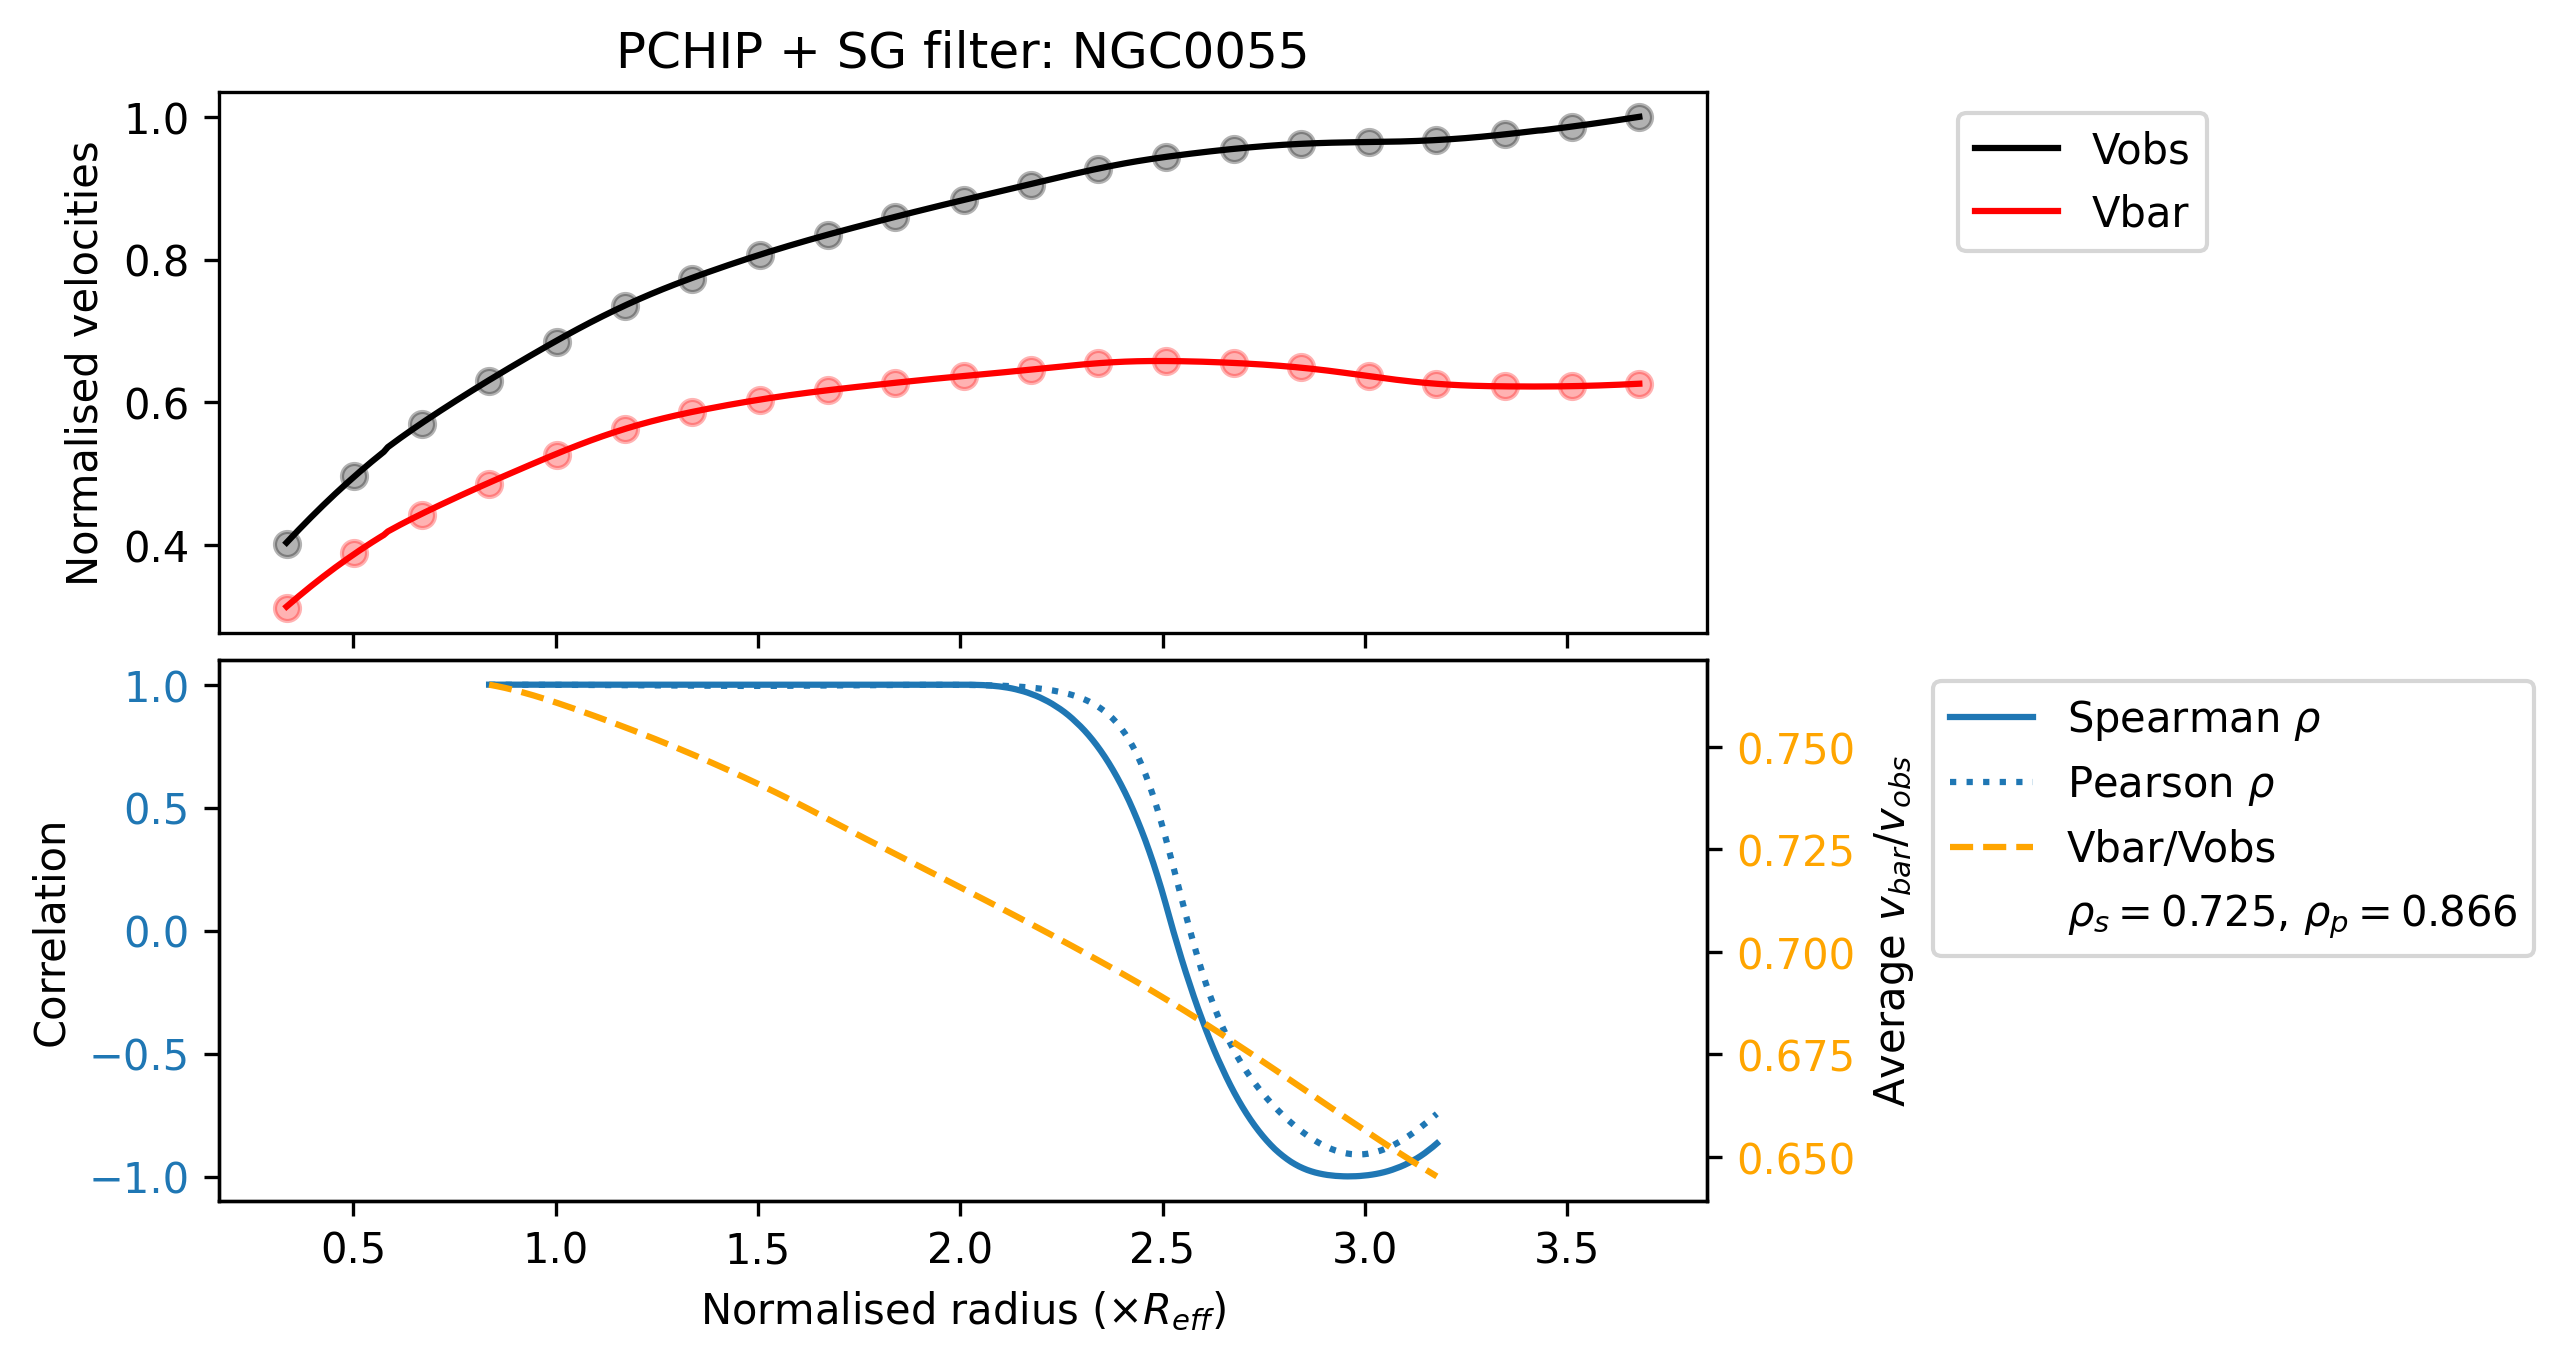 PCHIP + SG filter: NGC0055
Normalised velocities
1.0
0.8
0.6
0.4
Vobs
Vbar
Correlation
1.0
0.5
0.0
−0.5
−1.0
0.750
0.725
0.700
0.675
0.650
Average v_bar/v_obs
Spearman ρ
Pearson ρ
Vbar/Vobs
ρ_s = 0.725, ρ_p = 0.866
0.5 1.0 1.5 2.0 2.5 3.0 3.5
Normalised radius (×R_eff)